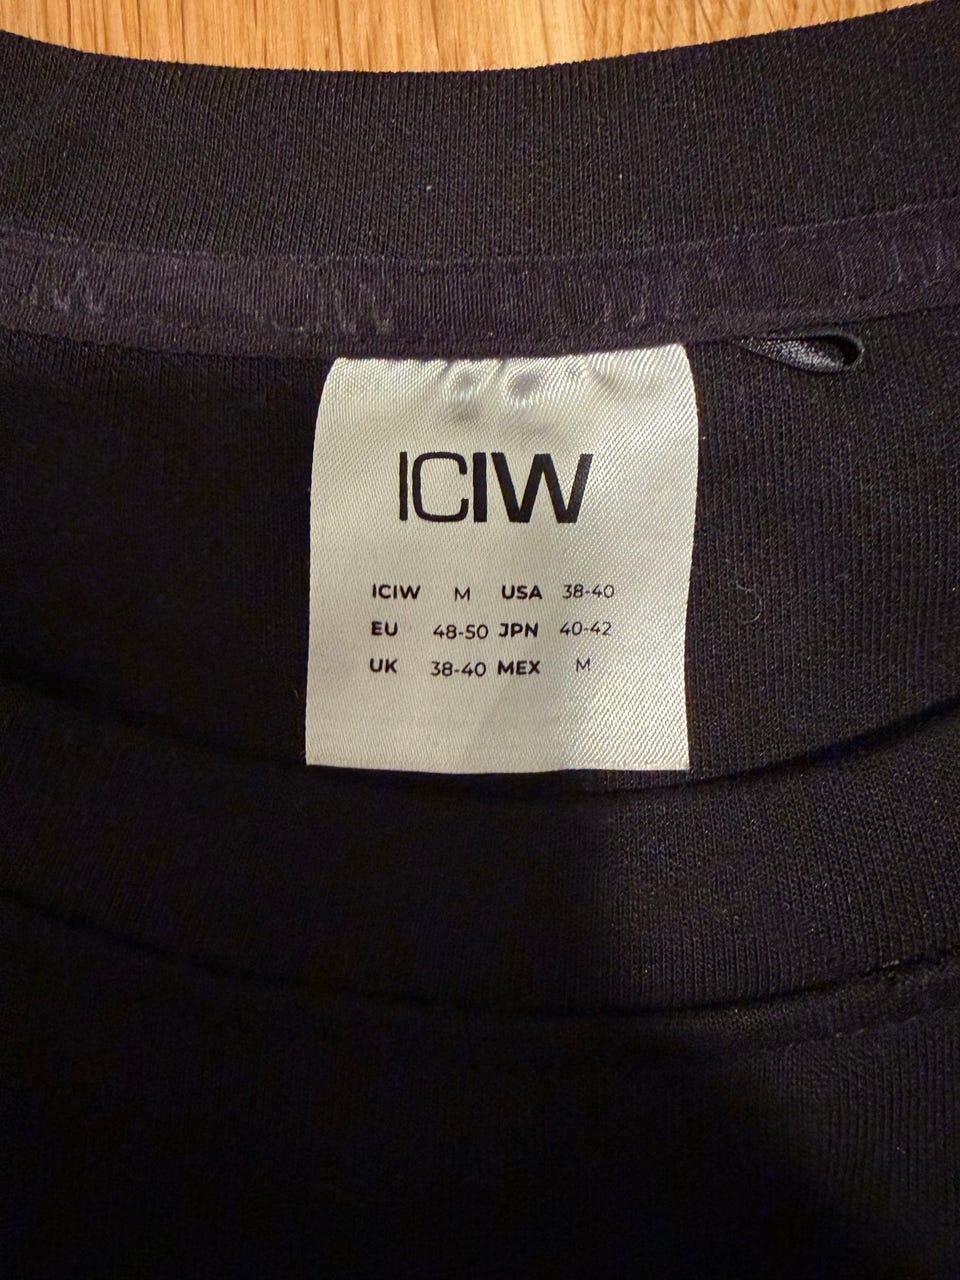 ICIW
ICIW M USA 38-40
EU 48-50 JPN 40-42
UK 38-40 MEX M